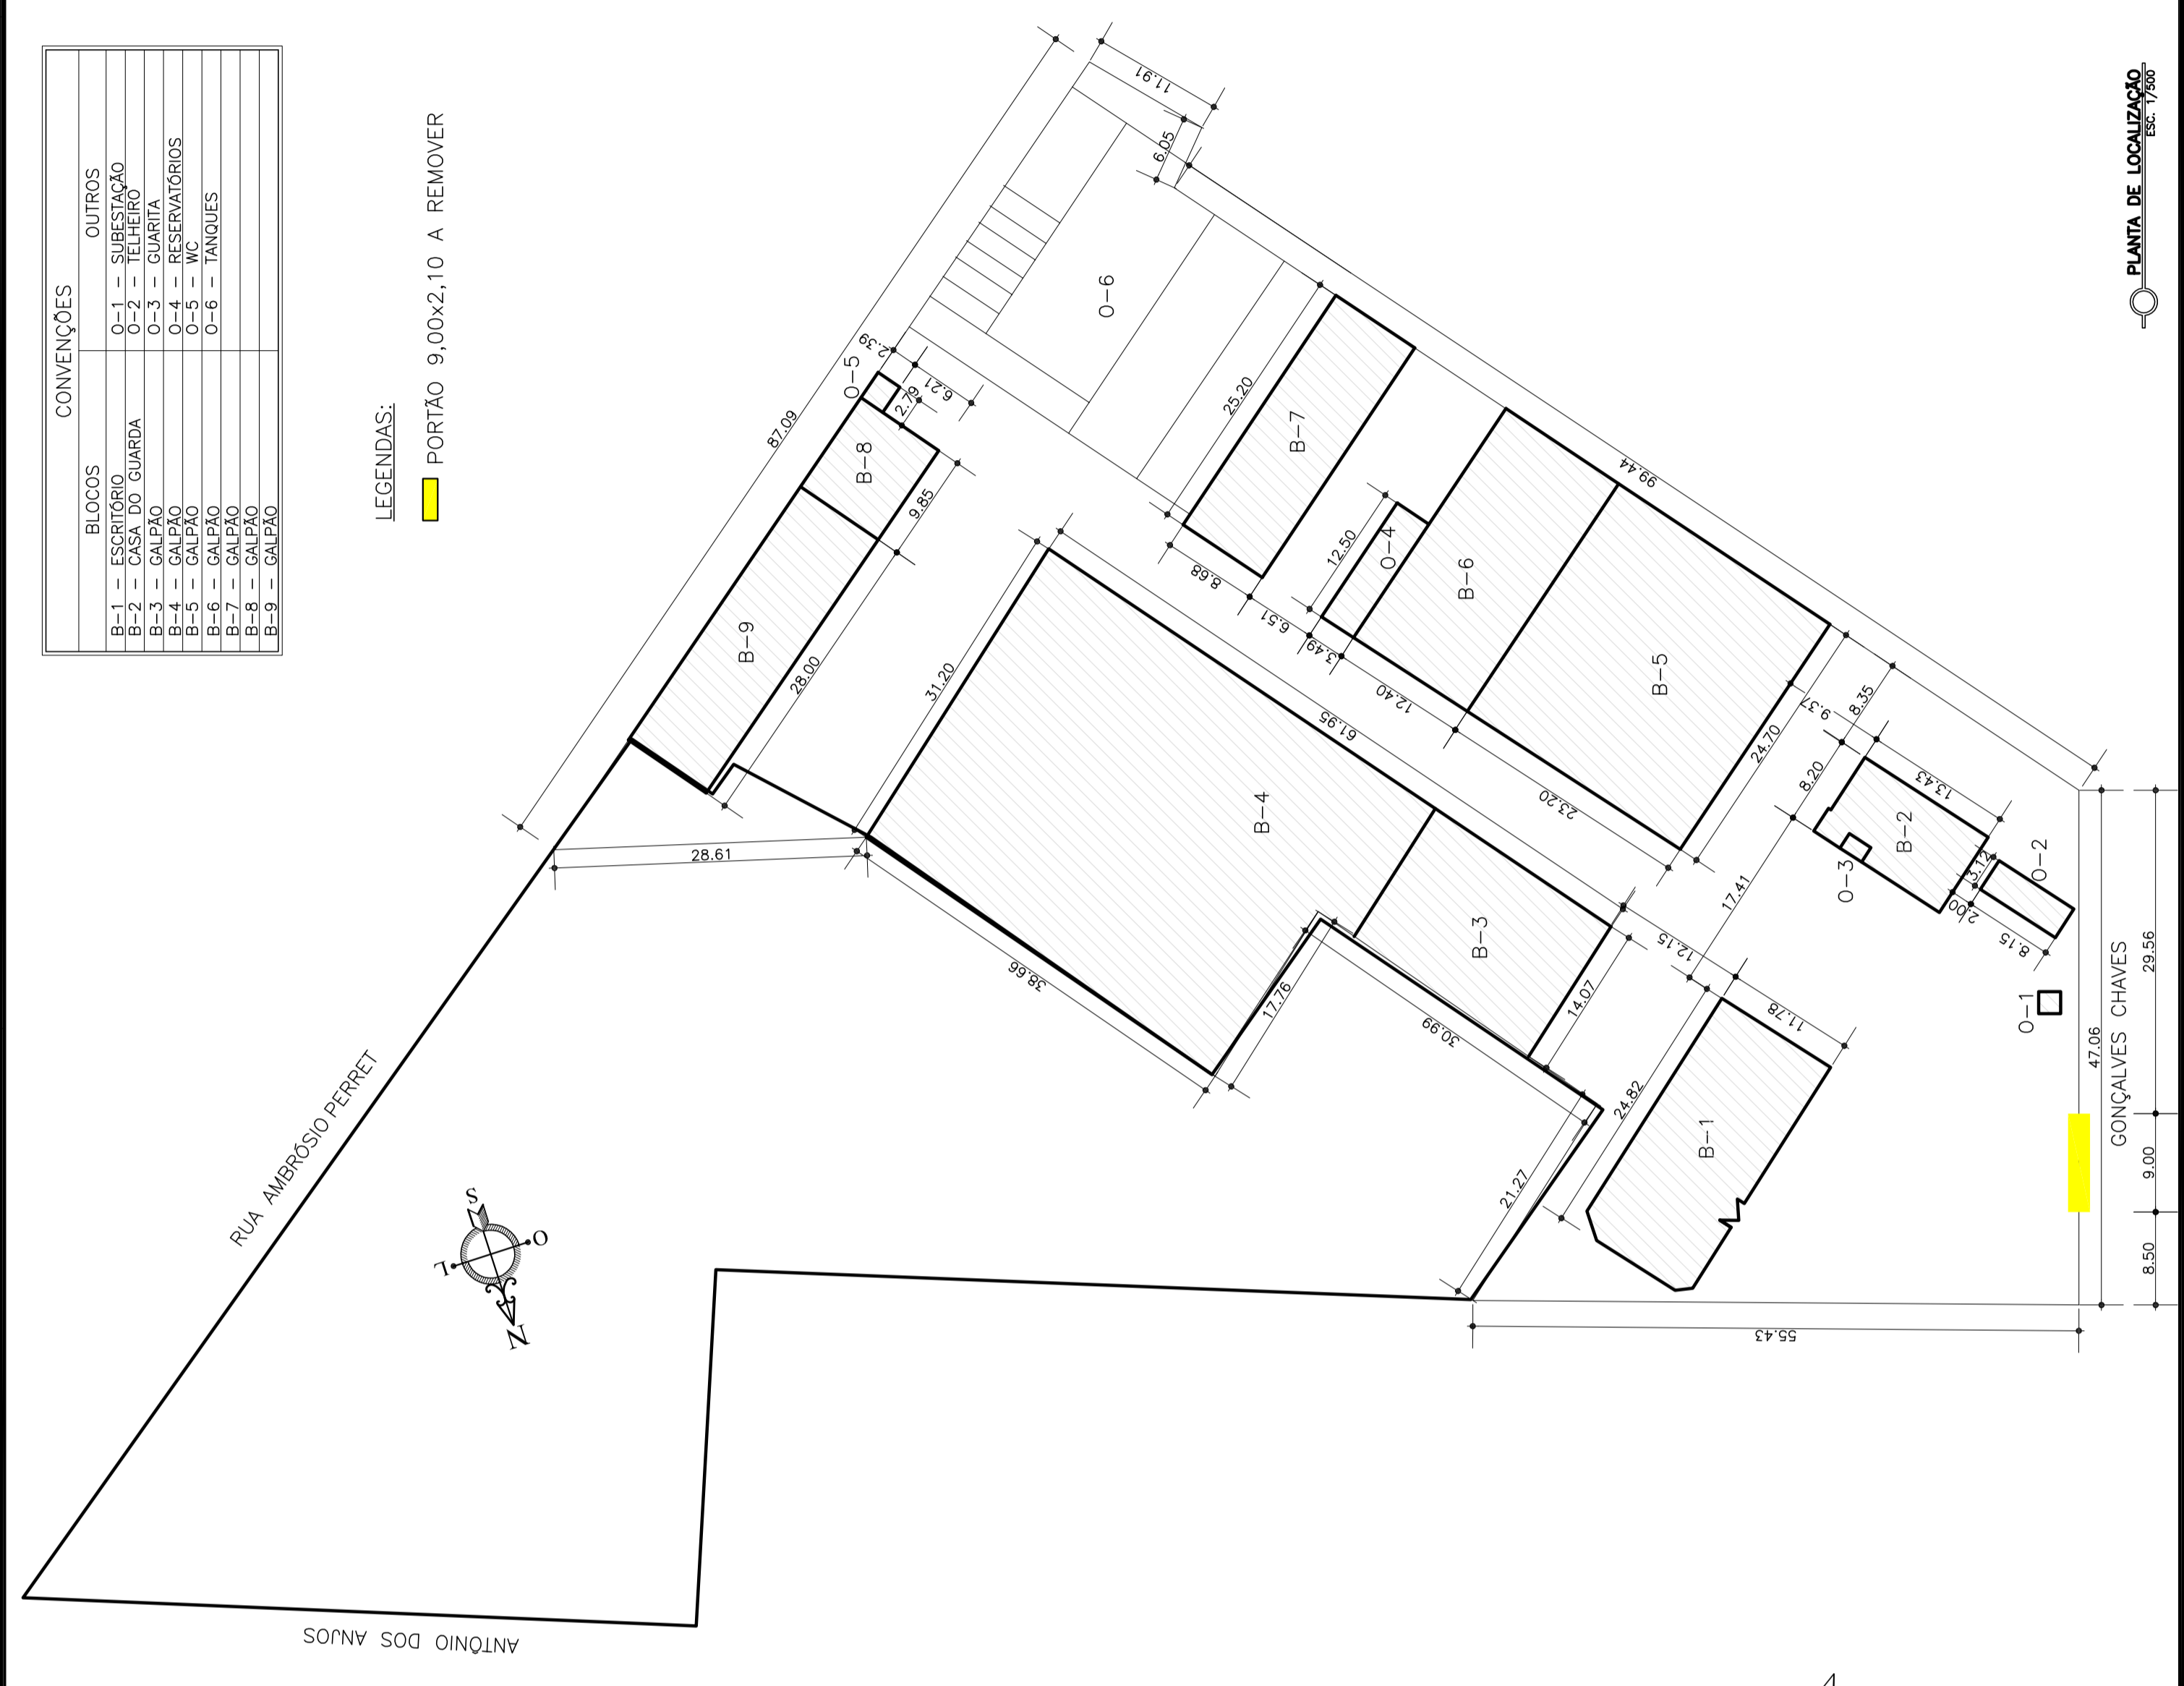 CONVENÇÕES
BLOCOS
OUTROS
B-1 - ESCRITÓRIO
O-1 - SUBESTAÇÃO
B-2 - CASA DO GUARDA
O-2 - TELHEIRO
B-3 - GALPÃO
O-3 - GUARITA
B-4 - GALPÃO
O-4 - RESERVATÓRIOS
B-5 - GALPÃO
O-5 - WC
B-6 - GALPÃO
O-6 - TANQUES
B-7 - GALPÃO
B-8 - GALPÃO
B-9 - GALPÃO
LEGENDAS:
PORTÃO 9,00x2,10 A REMOVER
PLANTA DE LOCALIZAÇÃO
ESC. 1/500
RUA AMBRÓSIO PERRET
ANTÔNIO DOS ANJOS
GONÇALVES CHAVES
N
S
L
O
11.91
6.05
O-6
87.09
2.39
O-5
6.21
2.79
B-8
9.85
B-9
28.00
25.20
B-7
99.44
12.50
O-4
B-6
B-5
8.68
6.51
3.49
12.40
23.20
24.70
31.20
61.95
B-4
28.61
38.66
17.76
30.99
B-3
14.07
12.15
17.41
8.20
8.35
9.37
13.43
B-2
O-3
3.12
2.00
8.15
O-2
O-1
11.78
24.82
B-1
21.27
55.43
47.06
29.56
9.00
8.50